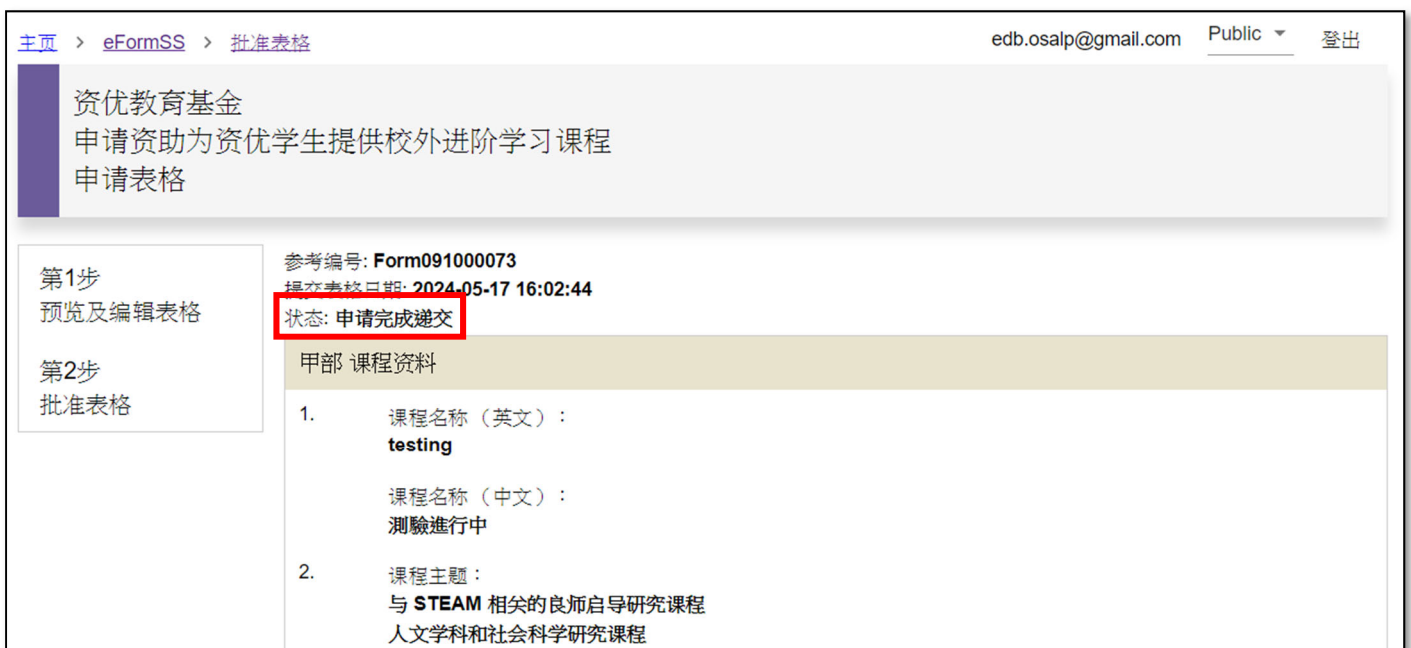 主页 > eFormSS > 批准表格 edb.osalp@gmail.com Public 登出
资优教育基金
申请资助为资优学生提供校外进阶学习课程
申请表格
第1步
预览及编辑表格
第2步
批准表格
参考编号: Form091000073
提交表格日期: 2024-05-17 16:02:44
状态: 申请完成递交
甲部 课程资料
1. 课程名称（英文）：
testing
课程名称（中文）：
測驗進行中
2. 课程主题：
与 STEAM 相关的良师启导研究课程
人文学科和社会科学研究课程